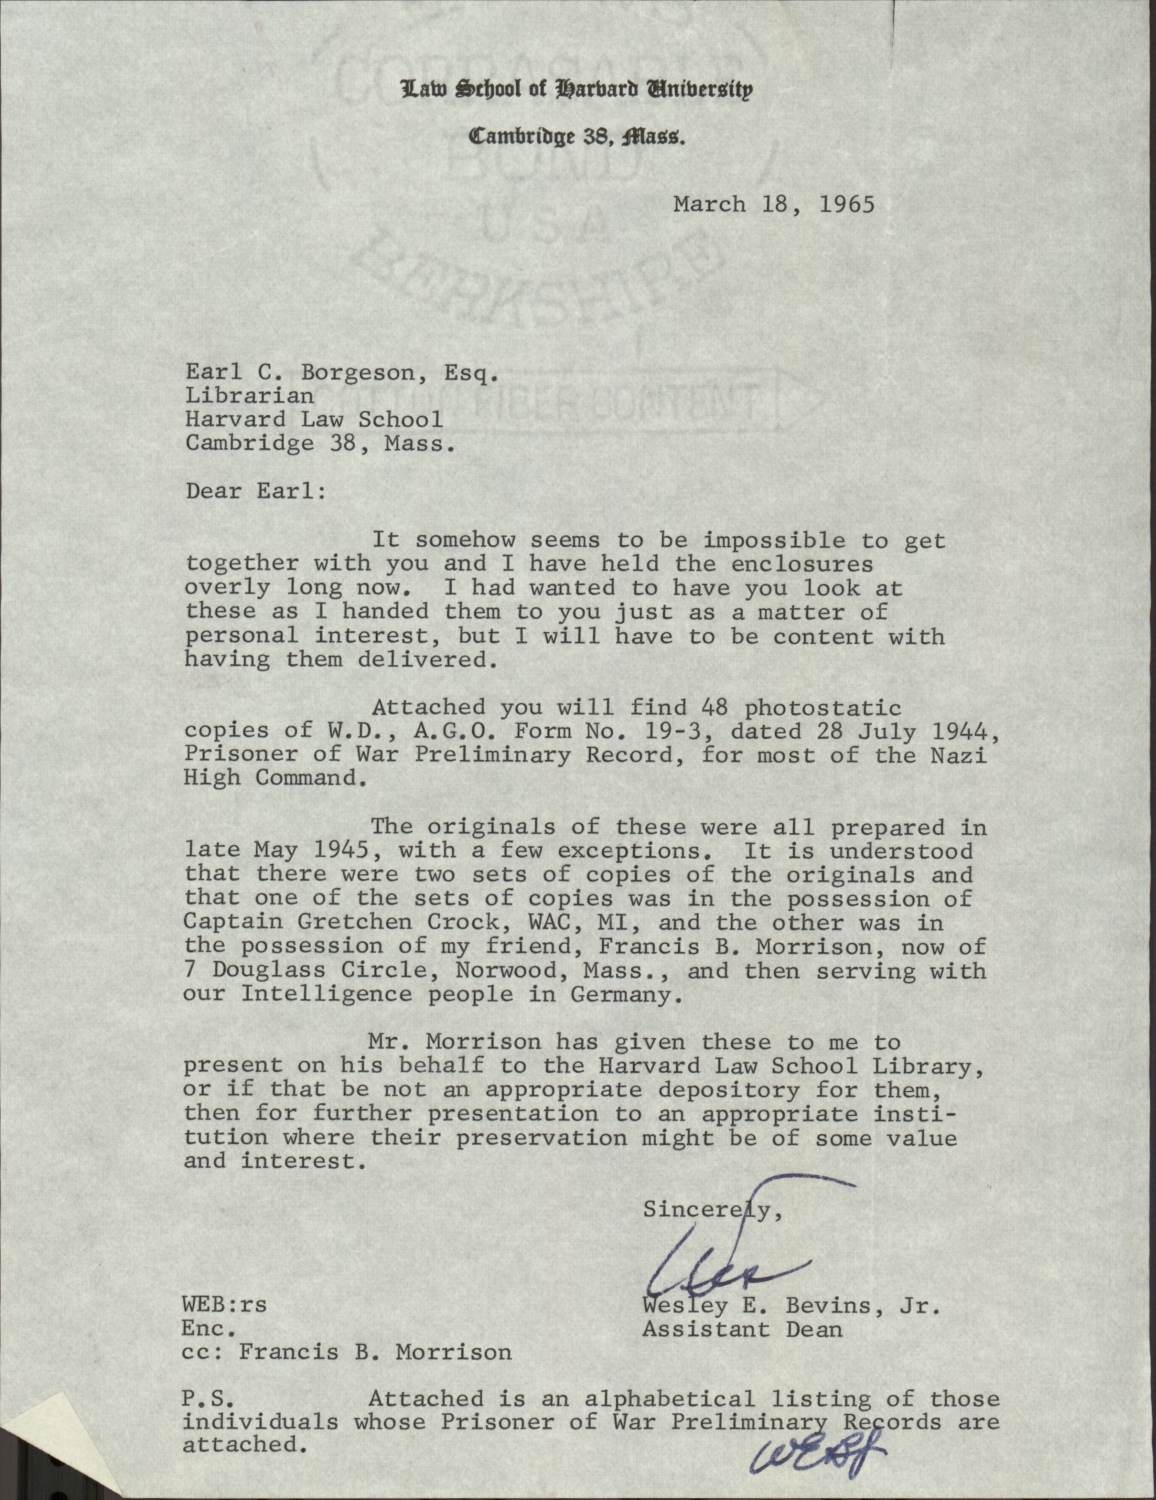 Law School of Harvard University
Cambridge 38, Mass.
March 18, 1965
BOND
USA
BERKSHIRE
COTTON FIBER CONTENT
Earl C. Borgeson, Esq.
Librarian
Harvard Law School
Cambridge 38, Mass.
Dear Earl:
It somehow seems to be impossible to get
together with you and I have held the enclosures
overly long now. I had wanted to have you look at
these as I handed them to you just as a matter of
personal interest, but I will have to be content with
having them delivered.
Attached you will find 48 photostatic
copies of W.D., A.G.O. Form No. 19-3, dated 28 July 1944,
Prisoner of War Preliminary Record, for most of the Nazi
High Command.
The originals of these were all prepared in
late May 1945, with a few exceptions. It is understood
that there were two sets of copies of the originals and
that one of the sets of copies was in the possession of
Captain Gretchen Crock, WAC, MI, and the other was in
the possession of my friend, Francis B. Morrison, now of
7 Douglass Circle, Norwood, Mass., and then serving with
our Intelligence people in Germany.
Mr. Morrison has given these to me to
present on his behalf to the Harvard Law School Library,
or if that be not an appropriate depository for them,
then for further presentation to an appropriate insti-
tution where their preservation might be of some value
and interest.
Sincerely,
Wes
WEB:rs
Wesley E. Bevins, Jr.
Enc.
Assistant Dean
cc: Francis B. Morrison
P.S. Attached is an alphabetical listing of those
individuals whose Prisoner of War Preliminary Records are
attached.
WEBJ